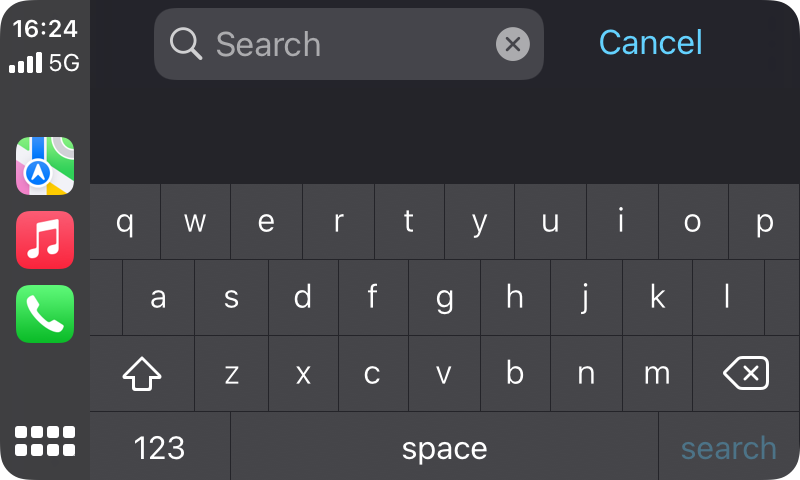 16:24
5G
Search
Cancel
q w e r t y u i o p
a s d f g h j k l
z x c v b n m
123 space search